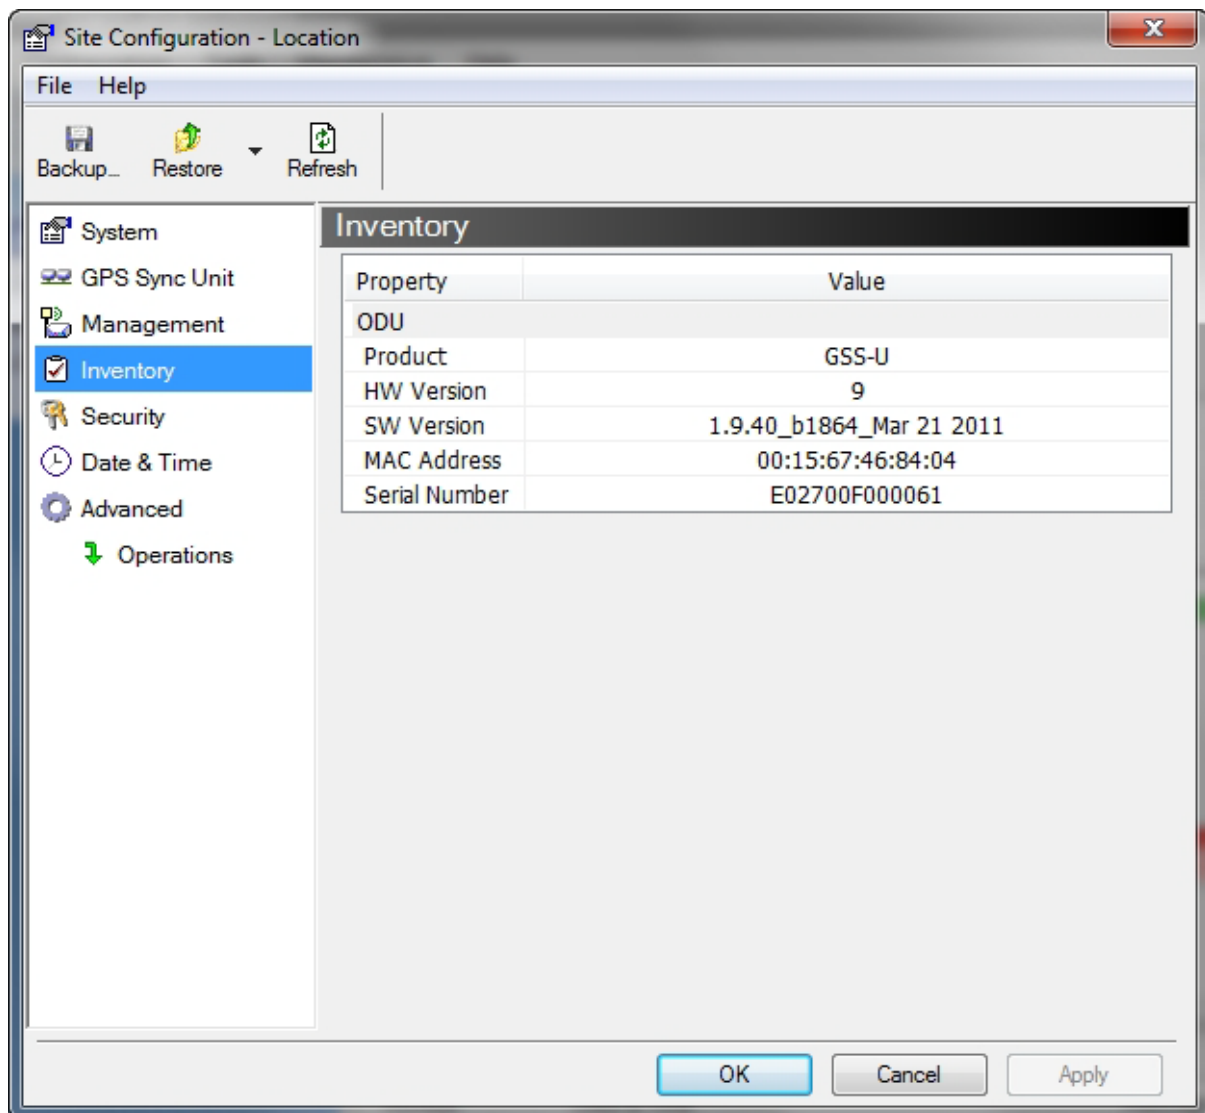 Site Configuration - Location
File Help
Backup... Restore Refresh
System
GPS Sync Unit
Management
Inventory
Security
Date & Time
Advanced
Operations
Inventory
Property Value
ODU
Product GSS-U
HW Version 9
SW Version 1.9.40_b1864_Mar 21 2011
MAC Address 00:15:67:46:84:04
Serial Number E02700F000061
OK Cancel Apply